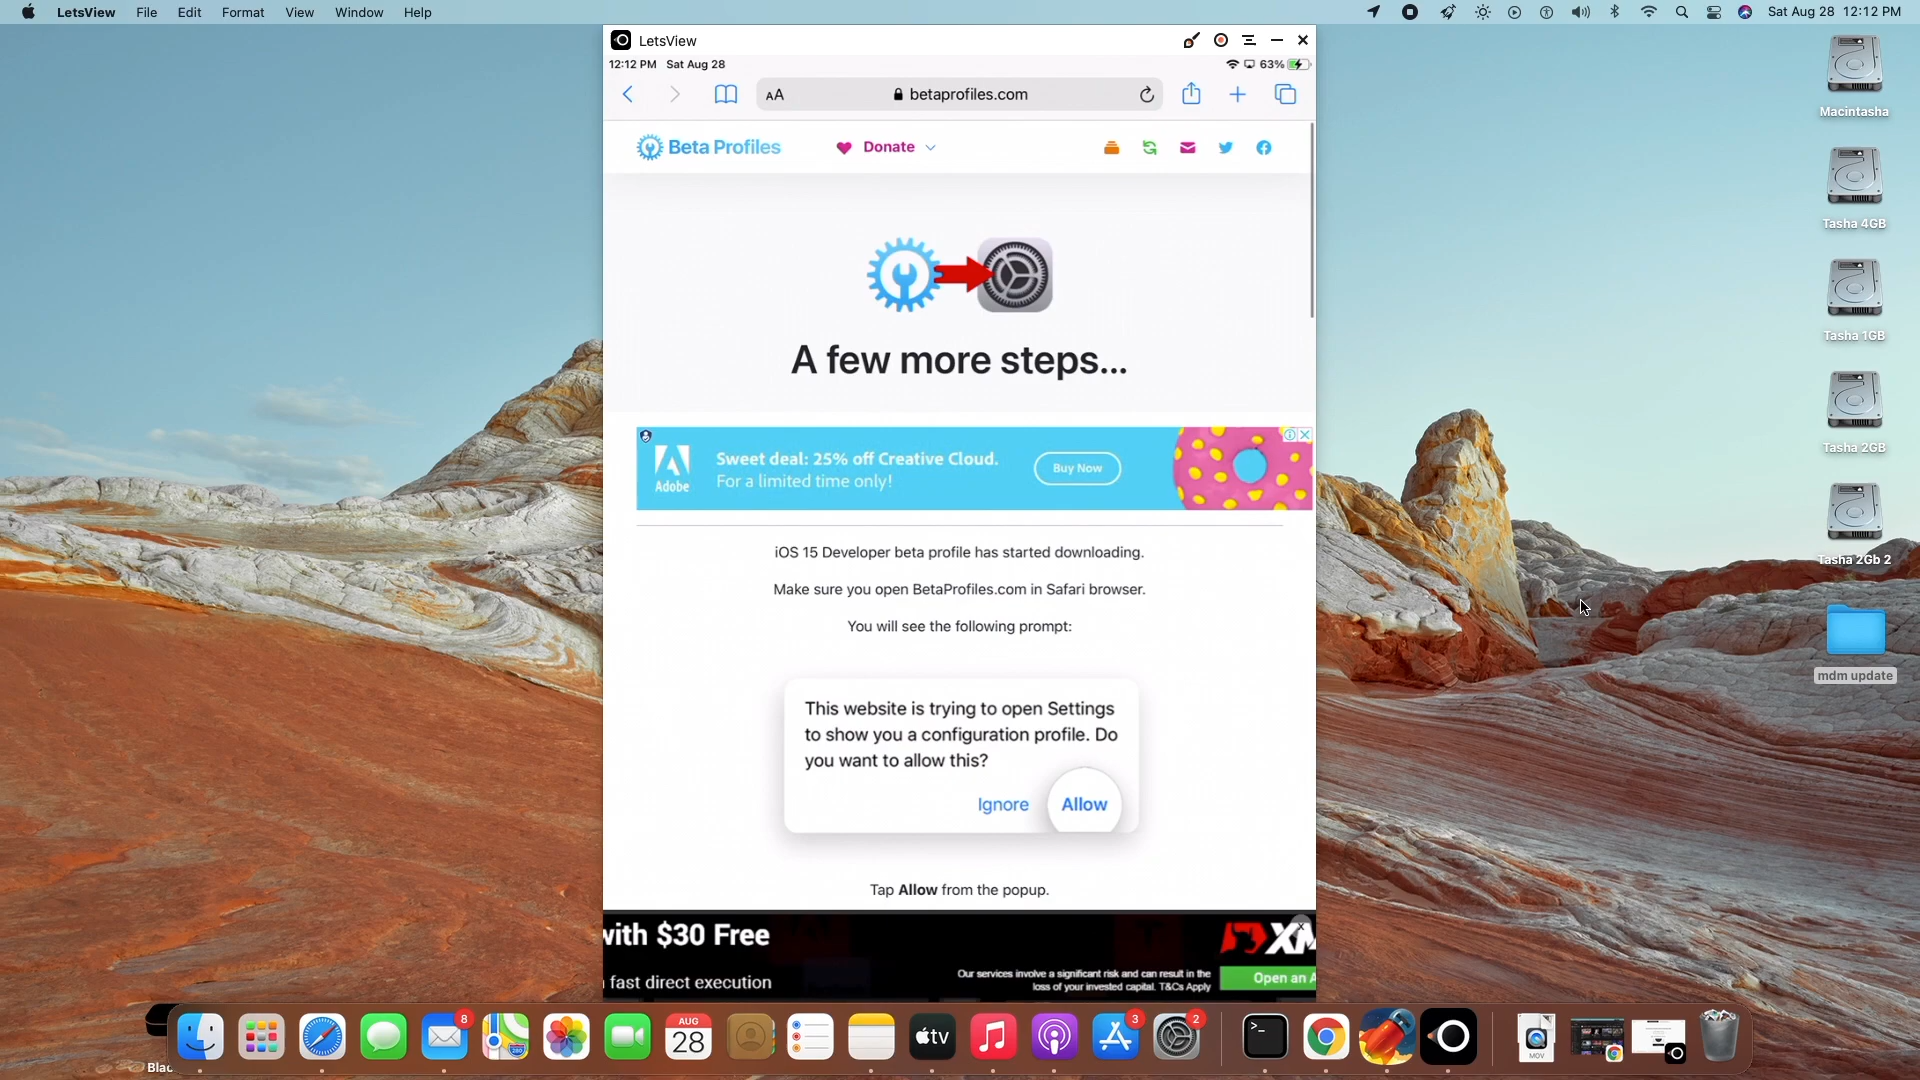 LetsView File Edit Format View Window Help Sat Aug 28 12:12 PM
LetsView
12:12 PM Sat Aug 28 63%
AA betaprofiles.com
Beta Profiles Donate
A few more steps...
Adobe
Sweet deal: 25% off Creative Cloud.
For a limited time only!
Buy Now
iOS 15 Developer beta profile has started downloading.
Make sure you open BetaProfiles.com in Safari browser.
You will see the following prompt:
This website is trying to open Settings
to show you a configuration profile. Do
you want to allow this?
Ignore Allow
Tap Allow from the popup.
with $30 Free
fast direct execution
Our services involve a significant risk and can result in the
loss of your invested capital. T&Cs Apply
XM
Open an A
Macintasha
Tasha 4GB
Tasha 1GB
Tasha 2GB
Tasha 2Gb 2
mdm update
Blac
8
AUG
28
tv
3
2
>_
MOV